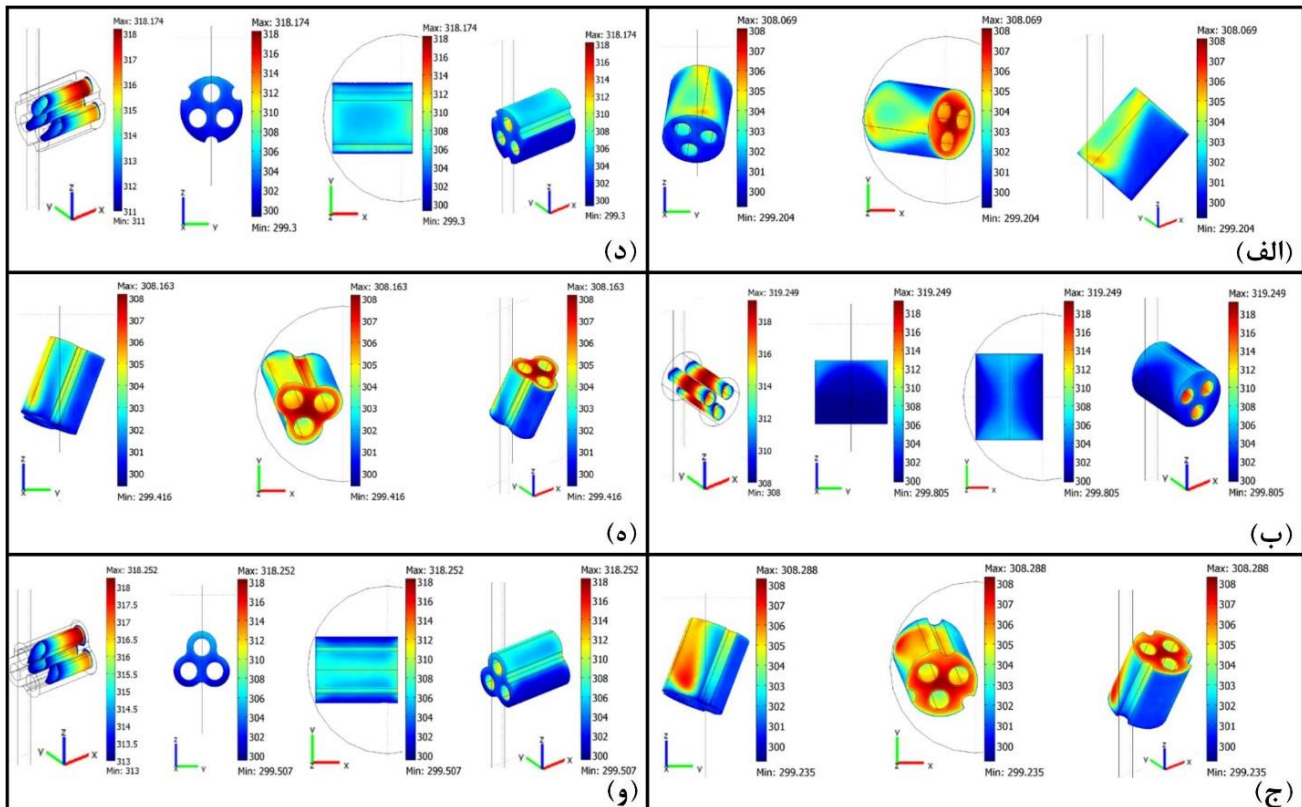 Max: 318.174
318
317
316
315
314
313
312
311
Min: 311
z
y
x
Max: 318.174
318
316
314
312
310
308
306
304
302
300
Min: 299.3
z
x
y
Max: 318.174
318
316
314
312
310
308
306
304
302
300
Min: 299.3
y
z
x
Max: 318.174
318
316
314
312
310
308
306
304
302
300
Min: 299.3
z
y
x
(د)
Max: 308.069
308
307
306
305
304
303
302
301
300
Min: 299.204
z
x
y
Max: 308.069
308
307
306
305
304
303
302
301
300
Min: 299.204
y
z
x
Max: 308.069
308
307
306
305
304
303
302
301
300
Min: 299.204
z
y
x
(الف)
Max: 308.163
308
307
306
305
304
303
302
301
300
Min: 299.416
z
x
y
Max: 308.163
308
307
306
305
304
303
302
301
300
Min: 299.416
y
z
x
Max: 308.163
308
307
306
305
304
303
302
301
300
Min: 299.416
z
y
x
(ه)
Max: 319.249
318
316
314
312
310
308
Min: 308
z
y
x
Max: 319.249
318
316
314
312
310
308
306
304
302
300
Min: 299.805
z
x
y
Max: 319.249
318
316
314
312
310
308
306
304
302
300
Min: 299.805
y
z
x
Max: 319.249
318
316
314
312
310
308
306
304
302
300
Min: 299.805
z
y
x
(ب)
Max: 318.252
318
317.5
317
316.5
316
315.5
315
314.5
314
313.5
313
Min: 313
z
y
x
Max: 318.252
318
316
314
312
310
308
306
304
302
300
Min: 299.507
z
x
y
Max: 318.252
318
316
314
312
310
308
306
304
302
300
Min: 299.507
y
z
x
Max: 318.252
318
316
314
312
310
308
306
304
302
300
Min: 299.507
z
y
x
(و)
Max: 308.288
308
307
306
305
304
303
302
301
300
Min: 299.235
z
x
y
Max: 308.288
308
307
306
305
304
303
302
301
300
Min: 299.235
y
z
x
Max: 308.288
308
307
306
305
304
303
302
301
300
Min: 299.235
z
y
x
(ج)